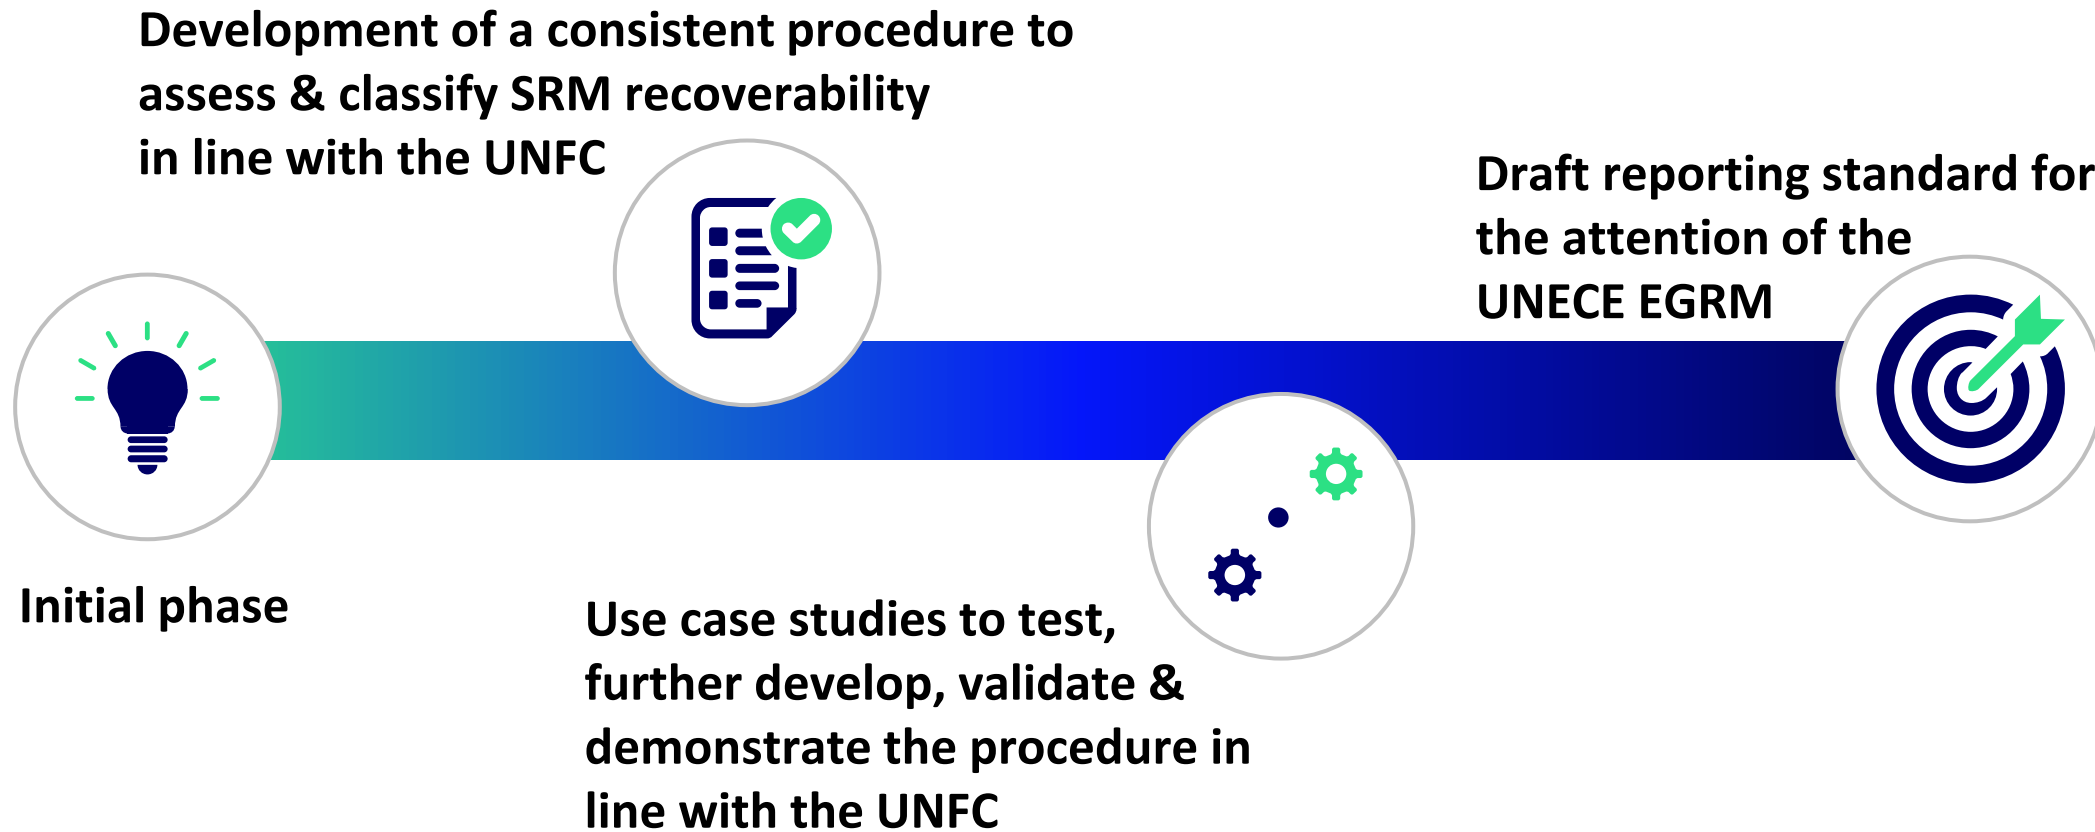 Development of a consistent procedure to
assess & classify SRM recoverability
in line with the UNFC
Draft reporting standard for
the attention of the
UNECE EGRM
Initial phase
Use case studies to test,
further develop, validate &
demonstrate the procedure in
line with the UNFC